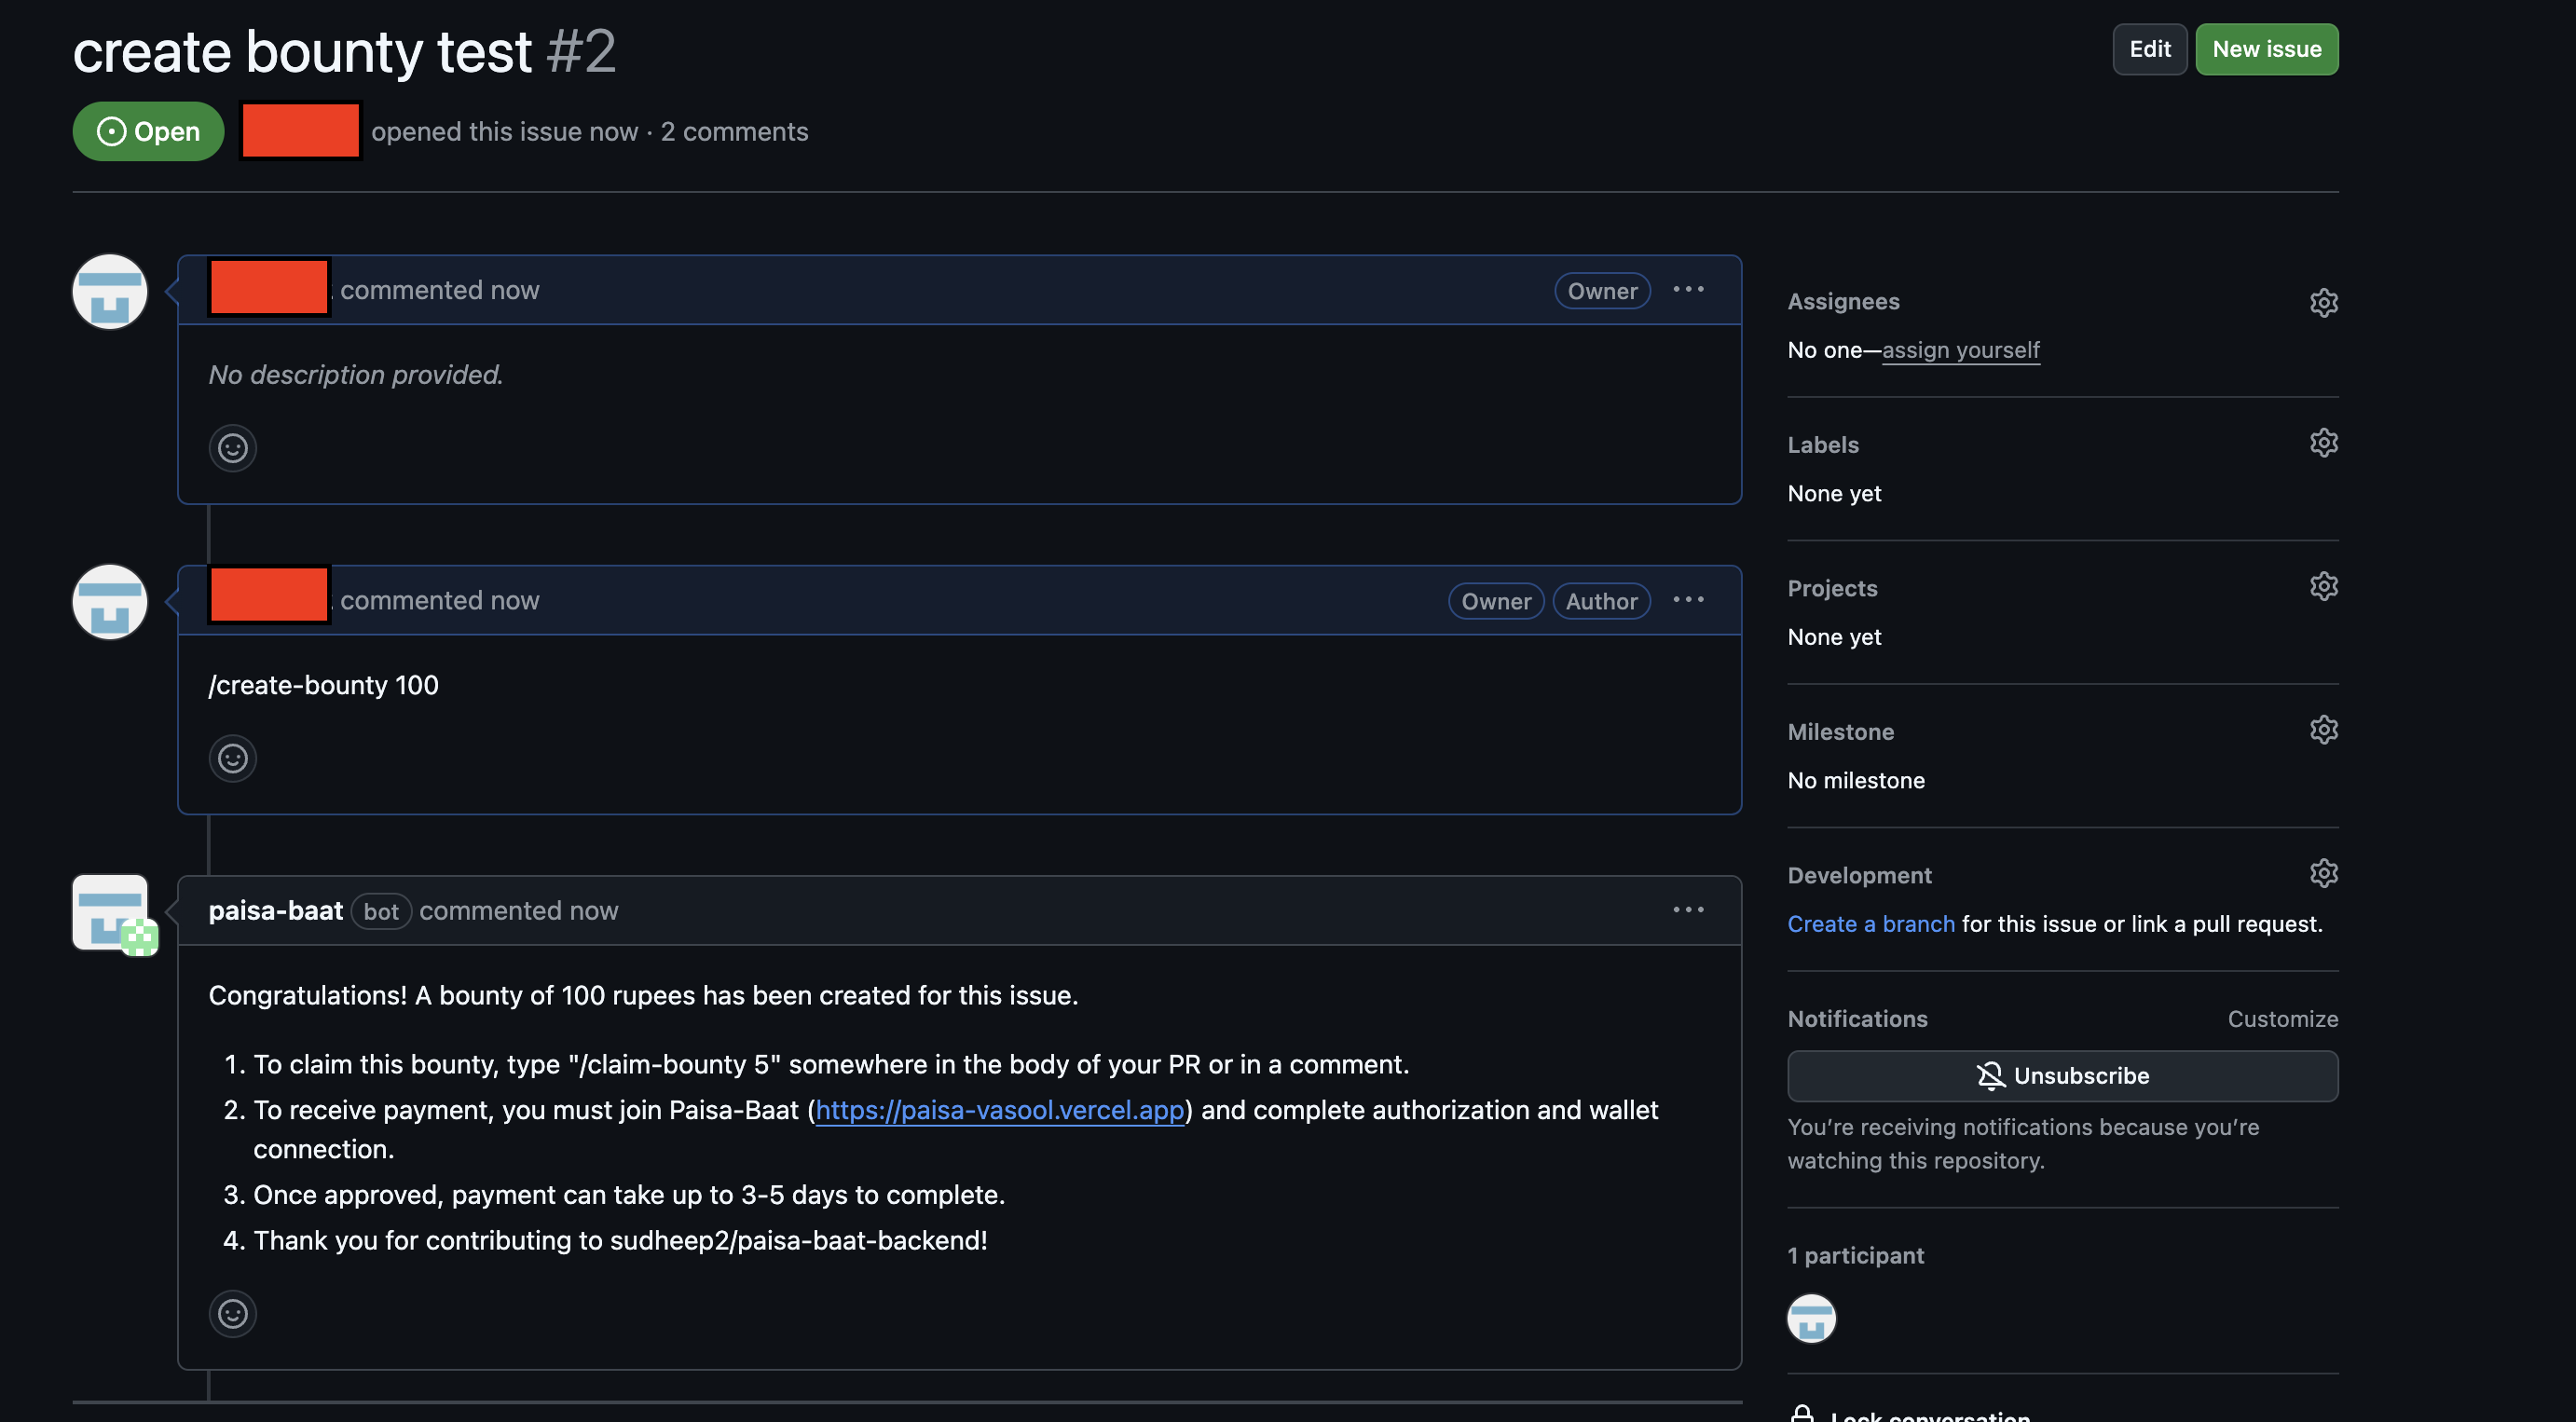 create bounty test #2
Edit
New issue
Open
opened this issue now · 2 comments
commented now
Owner
No description provided.
commented now
Owner
Author
/create-bounty 100
paisa-baat bot commented now
Congratulations! A bounty of 100 rupees has been created for this issue.
1. To claim this bounty, type "/claim-bounty 5" somewhere in the body of your PR or in a comment.
2. To receive payment, you must join Paisa-Baat (https://paisa-vasool.vercel.app) and complete authorization and wallet
connection.
3. Once approved, payment can take up to 3-5 days to complete.
4. Thank you for contributing to sudheep2/paisa-baat-backend!
Assignees
No one—assign yourself
Labels
None yet
Projects
None yet
Milestone
No milestone
Development
Create a branch for this issue or link a pull request.
Notifications
Customize
Unsubscribe
You're receiving notifications because you're
watching this repository.
1 participant
Lock conversation